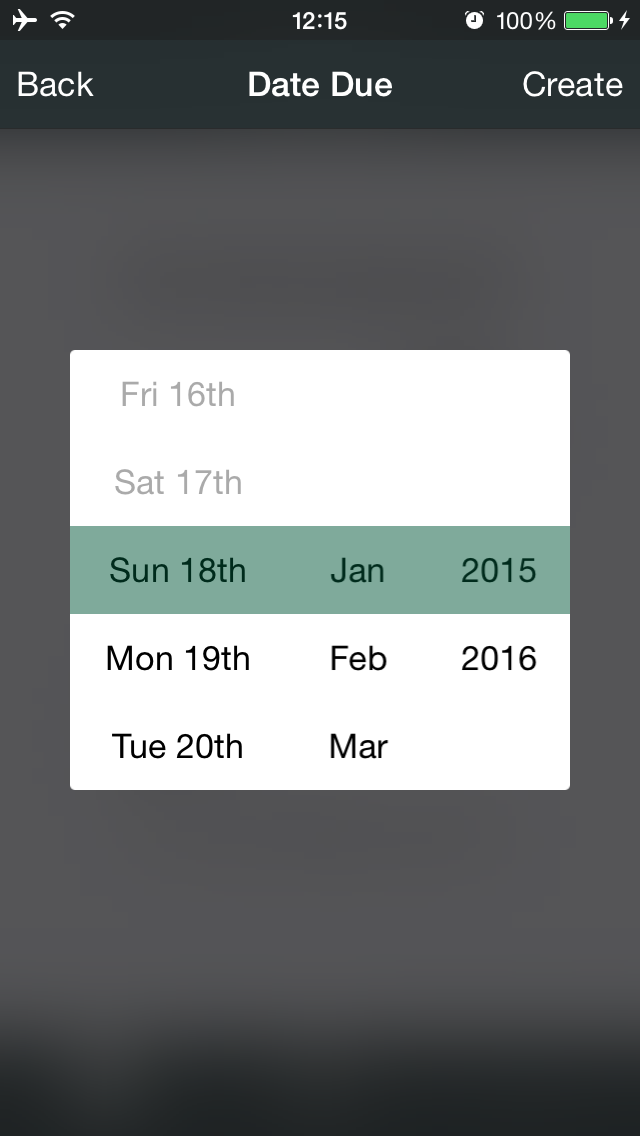 12:15 100%
Back Date Due Create
Fri 16th
Sat 17th
Sun 18th Jan 2015
Mon 19th Feb 2016
Tue 20th Mar